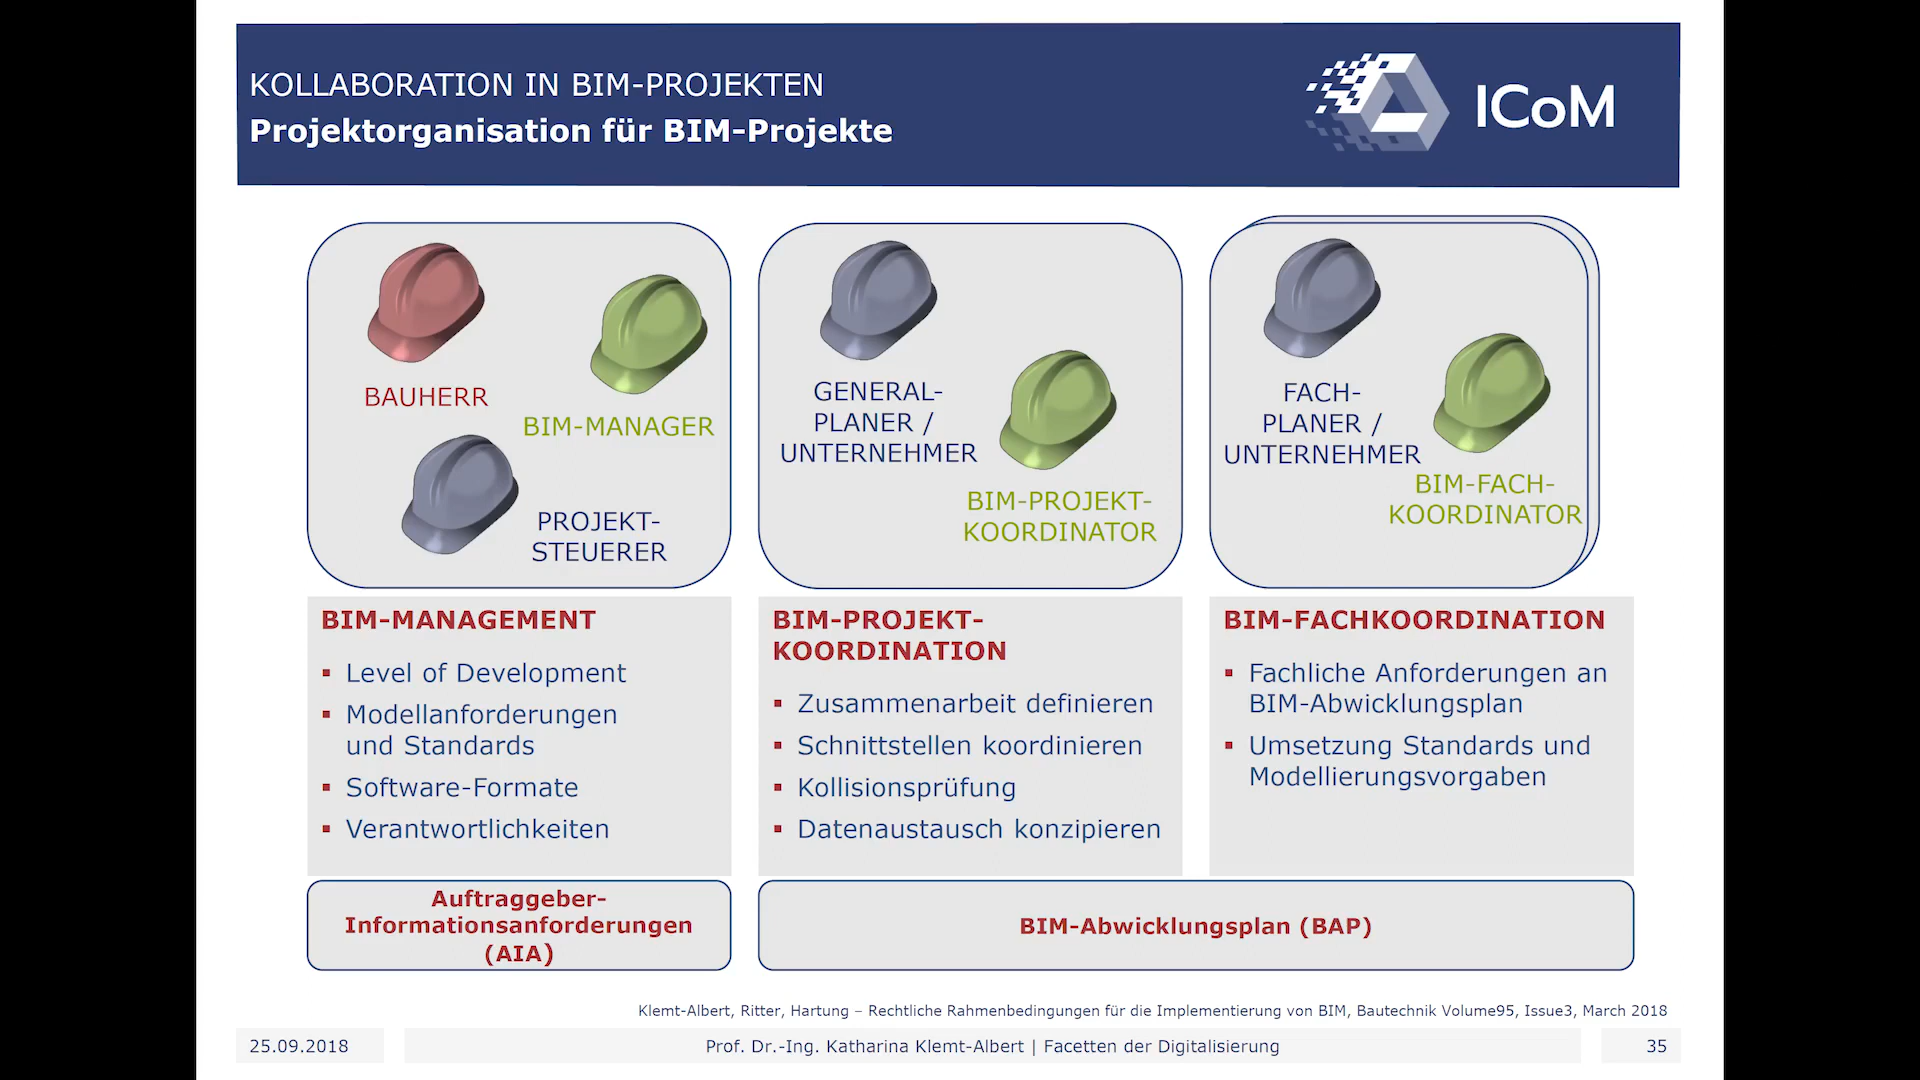 KOLLABORATION IN BIM-PROJEKTEN
Projektorganisation für BIM-Projekte
ICoM
BAUHERR
BIM-MANAGER
PROJEKT-
STEUERER
GENERAL-
PLANER /
UNTERNEHMER
BIM-PROJEKT-
KOORDINATOR
FACH-
PLANER /
UNTERNEHMER
BIM-FACH-
KOORDINATOR
BIM-MANAGEMENT
▪ Level of Development
▪ Modellanforderungen
und Standards
▪ Software-Formate
▪ Verantwortlichkeiten
BIM-PROJEKT-
KOORDINATION
▪ Zusammenarbeit definieren
▪ Schnittstellen koordinieren
▪ Kollisionsprüfung
▪ Datenaustausch konzipieren
BIM-FACHKOORDINATION
▪ Fachliche Anforderungen an
BIM-Abwicklungsplan
▪ Umsetzung Standards und
Modellierungsvorgaben
Auftraggeber-
Informationsanforderungen
(AIA)
BIM-Abwicklungsplan (BAP)
Klemt-Albert, Ritter, Hartung – Rechtliche Rahmenbedingungen für die Implementierung von BIM, Bautechnik Volume95, Issue3, March 2018
25.09.2018
Prof. Dr.-Ing. Katharina Klemt-Albert | Facetten der Digitalisierung
35